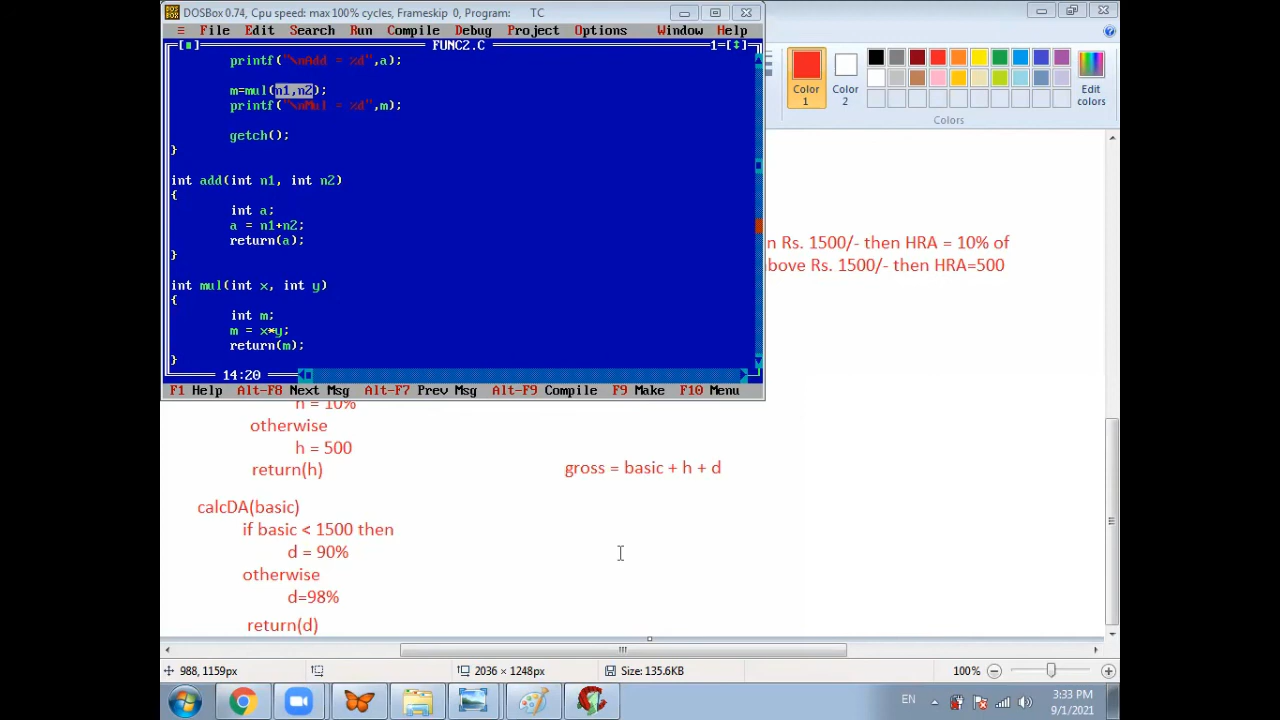 DOSBox 0.74, Cpu speed: max 100% cycles, Frameskip 0, Program: TC
≡ File Edit Search Run Compile Debug Project Options Window Help
FUNC2.C 1=[↕]
printf("\nAdd = %d",a);
m=mul(n1,n2);
printf("\nMul = %d",m);
getch();
}
int add(int n1, int n2)
{
int a;
a = n1+n2;
return(a);
}
int mul(int x, int y)
{
int m;
m = x*y;
return(m);
}
14:20
F1 Help Alt-F8 Next Msg Alt-F7 Prev Msg Alt-F9 Compile F9 Make F10 Menu
Color 1
Color 2
Edit colors
Colors
n Rs. 1500/- then HRA = 10% of
bove Rs. 1500/- then HRA=500
h = 10%
otherwise
h = 500
return(h)
gross = basic + h + d
calcDA(basic)
if basic < 1500 then
d = 90%
otherwise
d=98%
return(d)
988, 1159px
2036 × 1248px
Size: 135.6KB
100%
EN
3:33 PM
9/1/2021